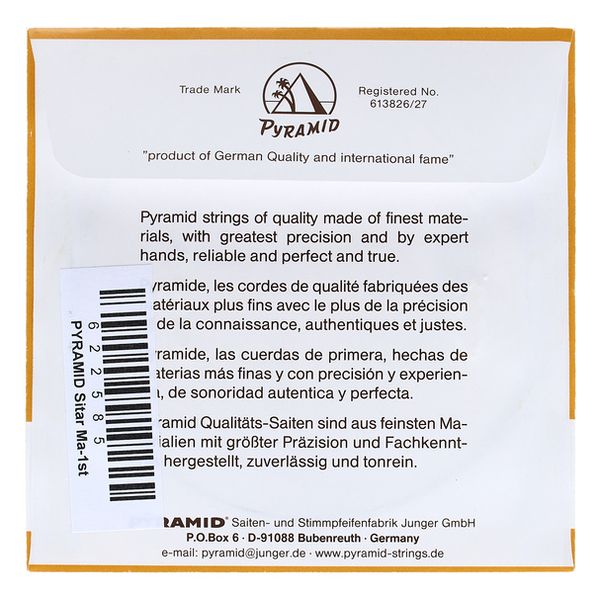 Trade Mark
Registered No.
613826/27
PYRAMID
"product of German Quality and international fame"
Pyramid strings of quality made of finest mate-
rials, with greatest precision and by expert
hands, reliable and perfect and true.
yramide, les cordes de qualité fabriquées des
matériaux plus fins avec le plus de la précision
de la connaissance, authentiques et justes.
yramide, las cuerdas de primera, hechas de
materias más finas y con precisión y experien-
a, de sonoridad autentica y perfecta.
yramid Qualitäts-Saiten sind aus feinsten Ma-
ialien mit größter Präzision und Fachkennt-
hergestellt, zuverlässig und tonrein.
RAMID® Saiten- und Stimmpfeifenfabrik Junger GmbH
P.O.Box 6 · D-91088 Bubenreuth · Germany
e-mail: pyramid@junger.de · www.pyramid-strings.de
622585
PYRAMID Sitar Ma-1st